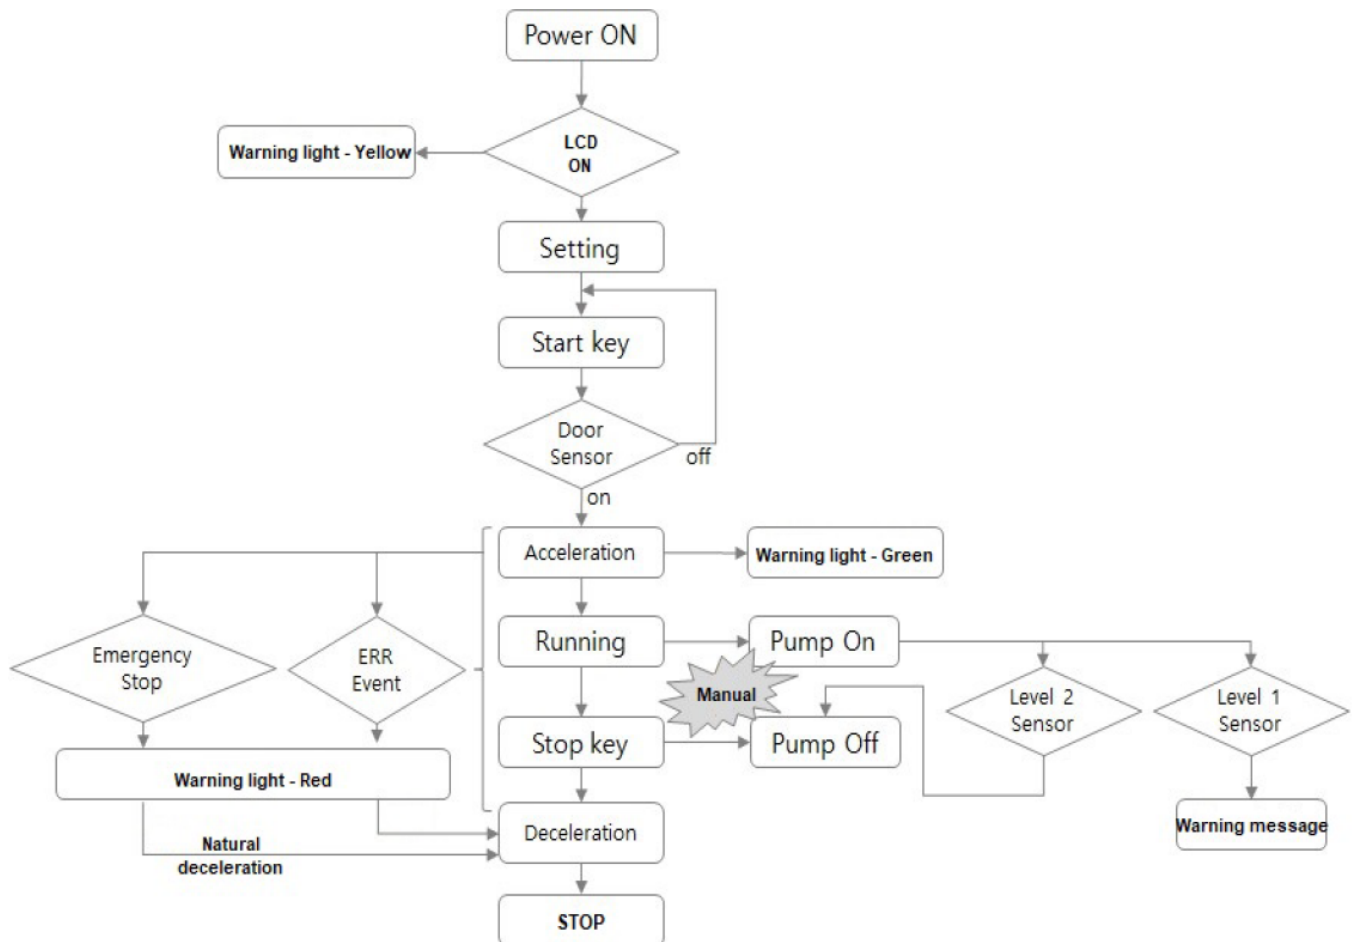 Power ON
LCD
ON
Warning light - Yellow
Setting
Start key
Door
Sensor
off
on
Acceleration
Warning light - Green
Emergency
Stop
ERR
Event
Running
Pump On
Manual
Level 2
Sensor
Level 1
Sensor
Stop key
Pump Off
Warning light - Red
Warning message
Deceleration
Natural
deceleration
STOP